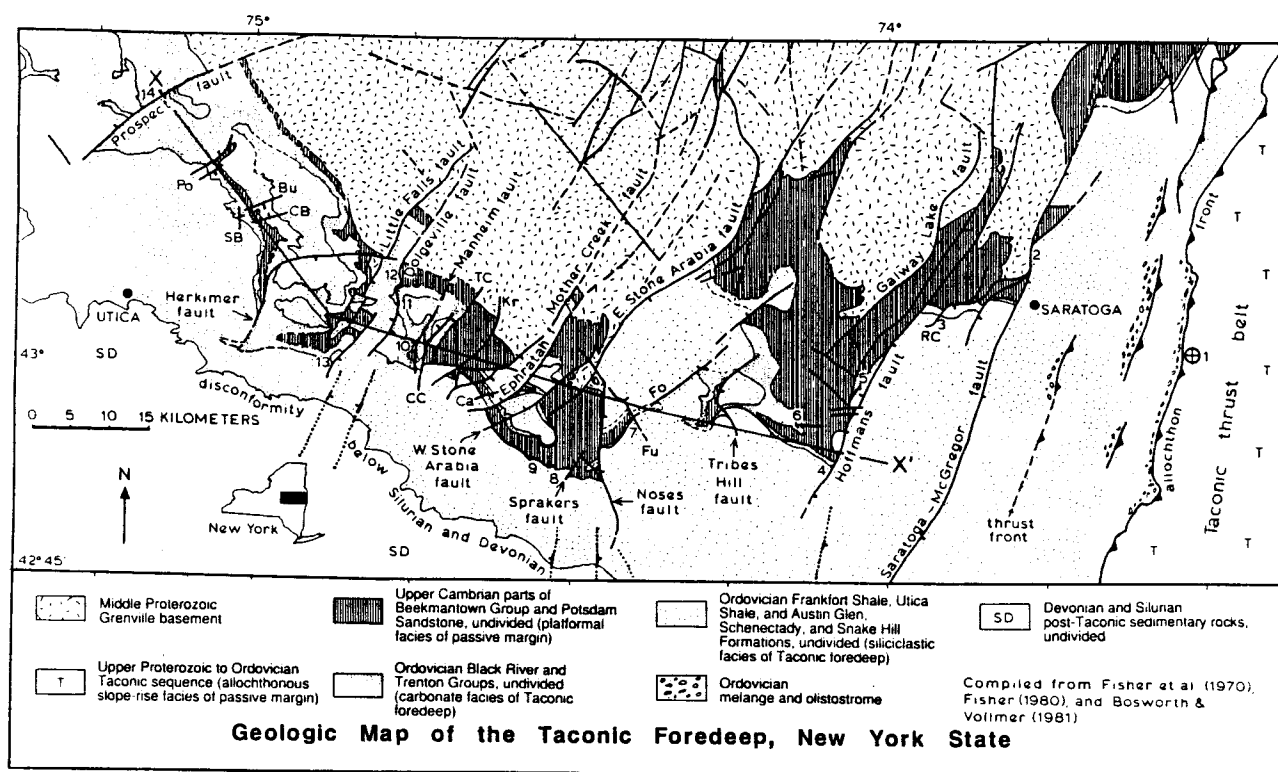 75°
74°
X
14
Prospect fault
Po
Bu
CB
SB
UTICA
SD
Herkimer
fault
43°
0 5 10 15 KILOMETERS
N
New York
42° 45'
disconformity
below
Silurian and Devonian
SD
Little Falls fault
Dolgeville fault
Manheim fault
Mother Creek fault
Ephratah
E. Stone Arabia fault
12
TC
Kr
10
13
CC
Ca
W. Stone
Arabia
fault
9
8
Sprakers
fault
Noses
fault
Fu
Fo
7
Tribes
Hill
fault
6
5
4
X'
Hoffmans fault
Galway Lake fault
RC
3
2
SARATOGA
Saratoga - McGregor fault
thrust
front
allochthon front
1
Taconic thrust belt
T
T
T
T
T
T
Middle Proterozoic
Grenville basement
Upper Cambrian parts of
Beekmantown Group and Potsdam
Sandstone, undivided (platformal
facies of passive margin)
Ordovician Frankfort Shale, Utica
Shale, and Austin Glen,
Schenectady, and Snake Hill
Formations, undivided (siliciclastic
facies of Taconic foredeep)
SD
Devonian and Silurian
post-Taconic sedimentary rocks,
undivided
T
Upper Proterozoic to Ordovician
Taconic sequence (allochthonous
slope-rise facies of passive margin)
Ordovician Black River and
Trenton Groups, undivided
(carbonate facies of Taconic
foredeep)
Ordovician
melange and olistostrome
Compiled from Fisher et al (1970),
Fisher (1980), and Bosworth &
Vollmer (1981)
Geologic Map of the Taconic Foredeep, New York State